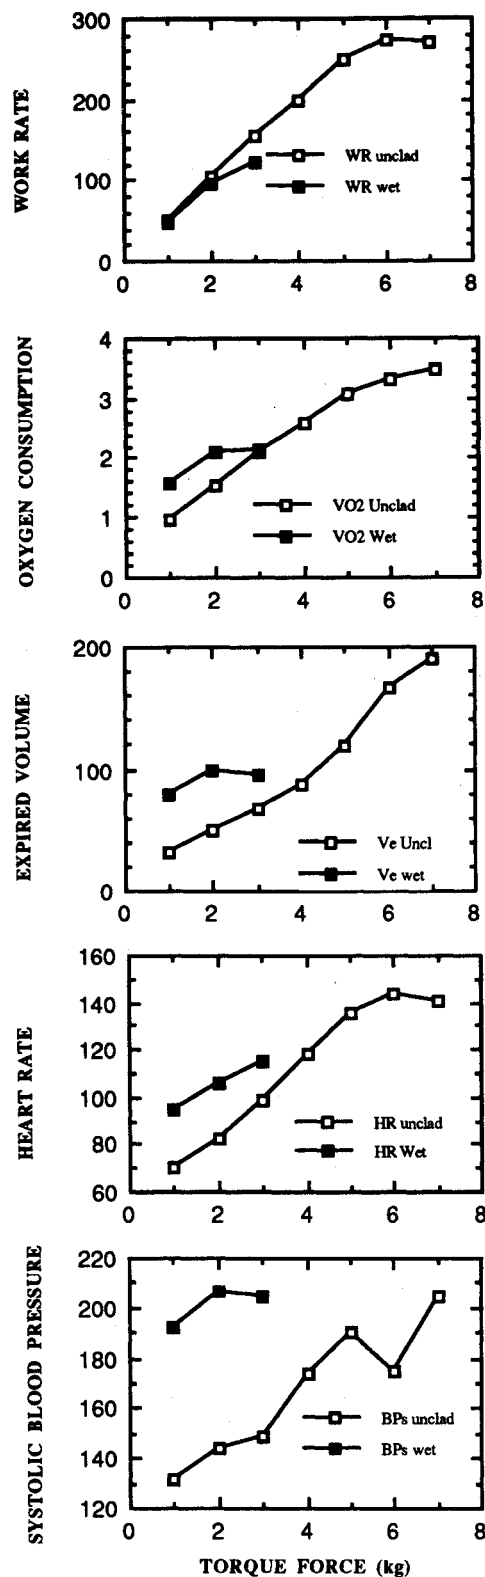 WORK RATE
300
200
100
0
WR unclad
WR wet
0 2 4 6 8
OXYGEN CONSUMPTION
4
3
2
1
0
VO2 Unclad
VO2 Wet
0 2 4 6 8
EXPIRED VOLUME
200
100
0
Ve Uncl
Ve wet
0 2 4 6 8
HEART RATE
160
140
120
100
80
60
HR unclad
HR Wet
0 2 4 6 8
SYSTOLIC BLOOD PRESSURE
220
200
180
160
140
120
BPs unclad
BPs wet
0 2 4 6 8
TORQUE FORCE (kg)